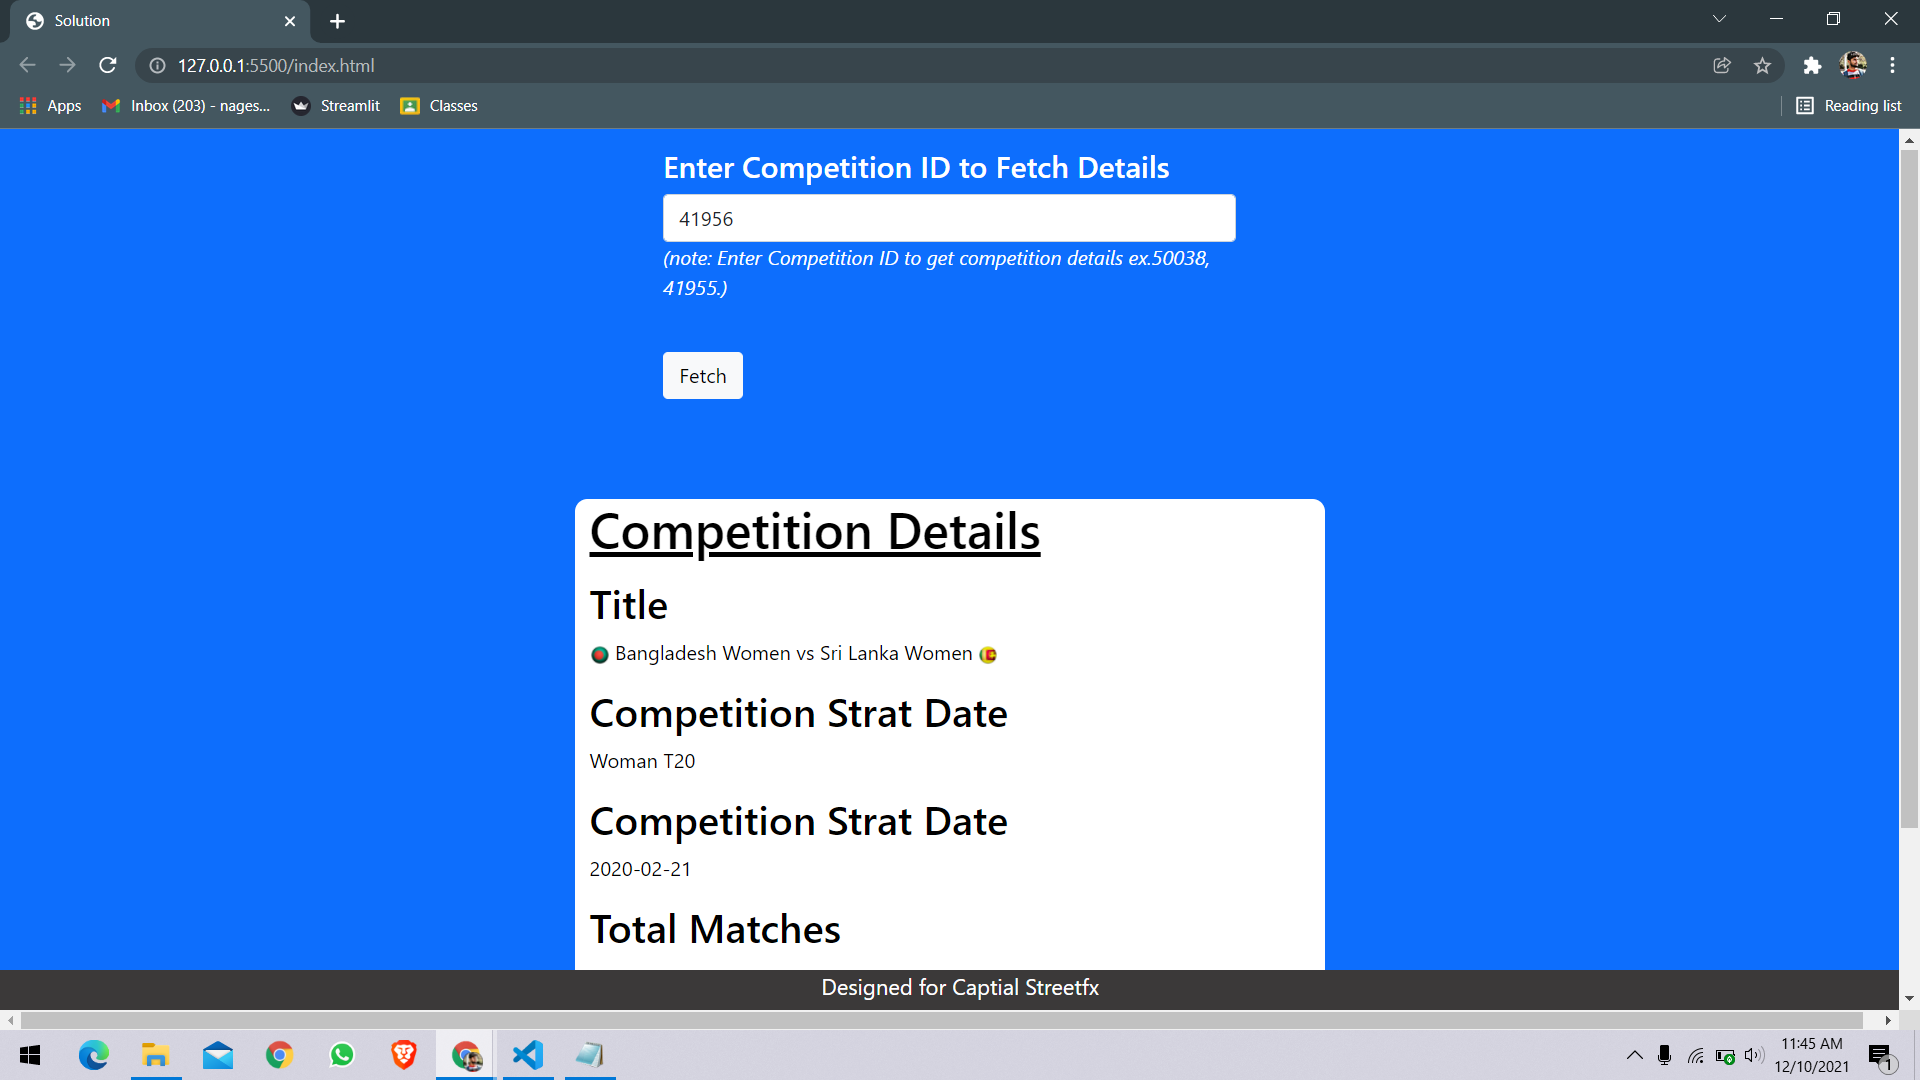 Solution
127.0.0.1:5500/index.html
Apps
Inbox (203) - nages...
Streamlit
Classes
Reading list
Enter Competition ID to Fetch Details
41956
(note: Enter Competition ID to get competition details ex.50038,
41955.)
Fetch
Competition Details
Title
Bangladesh Women vs Sri Lanka Women
Competition Strat Date
Woman T20
Competition Strat Date
2020-02-21
Total Matches
Designed for Captial Streetfx
11:45 AM
12/10/2021
1